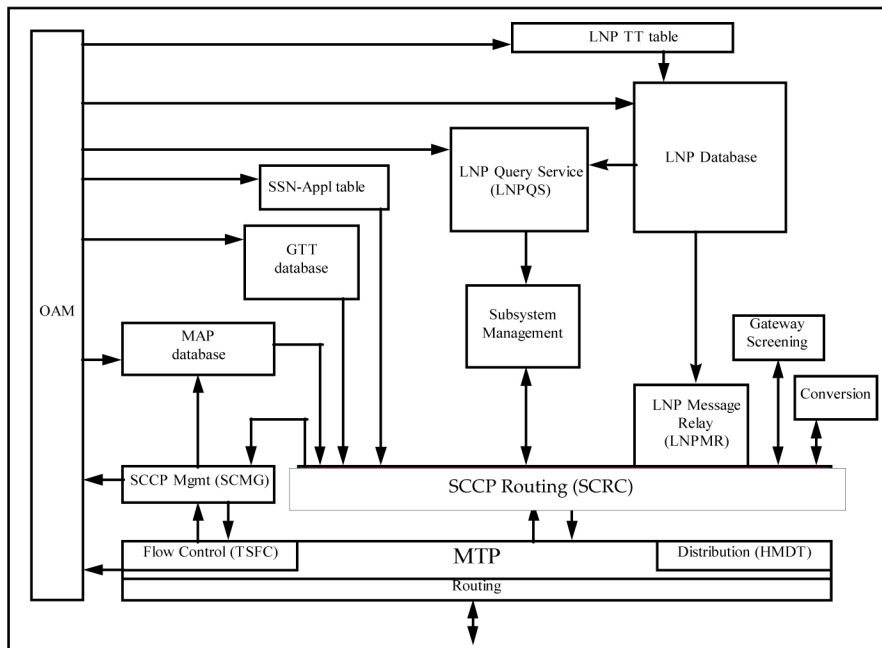 LNP TT table
LNP Database
LNP Query Service
(LNPQS)
SSN-Appl table
GTT
database
OAM
Subsystem
Management
Gateway
Screening
MAP
database
LNP Message
Relay
(LNPMR)
Conversion
SCCP Mgmt (SCMG)
SCCP Routing (SCRC)
Flow Control (TSFC)
MTP
Distribution (HMDT)
Routing